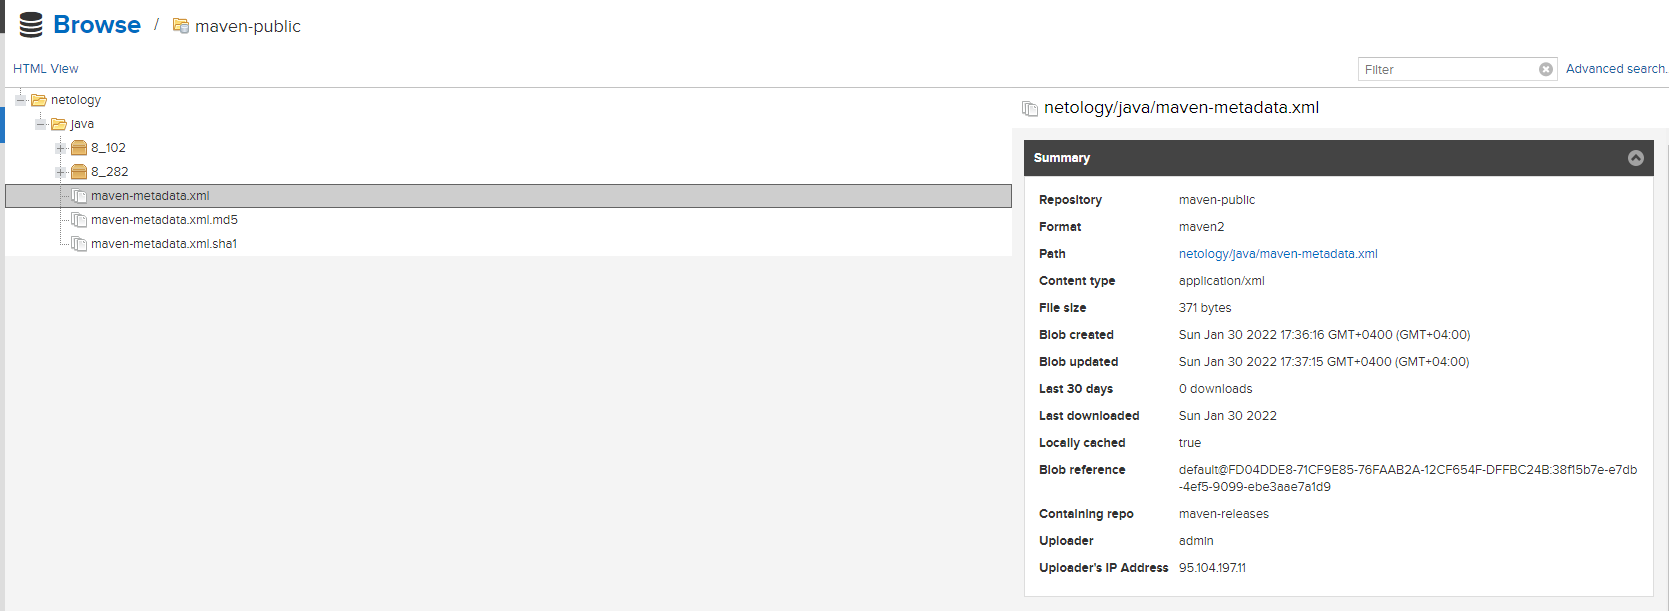 Browse / maven-public
HTML View
Filter
Advanced search.
netology
java
8_102
8_282
maven-metadata.xml
maven-metadata.xml.md5
maven-metadata.xml.sha1
netology/java/maven-metadata.xml
Summary
Repository maven-public
Format maven2
Path netology/java/maven-metadata.xml
Content type application/xml
File size 371 bytes
Blob created Sun Jan 30 2022 17:36:16 GMT+0400 (GMT+04:00)
Blob updated Sun Jan 30 2022 17:37:15 GMT+0400 (GMT+04:00)
Last 30 days 0 downloads
Last downloaded Sun Jan 30 2022
Locally cached true
Blob reference default@FD04DDE8-71CF9E85-76FAAB2A-12CF654F-DFFBC24B:38f15b7e-e7db
-4ef5-9099-ebe3aae7a1d9
Containing repo maven-releases
Uploader admin
Uploader's IP Address 95.104.197.11